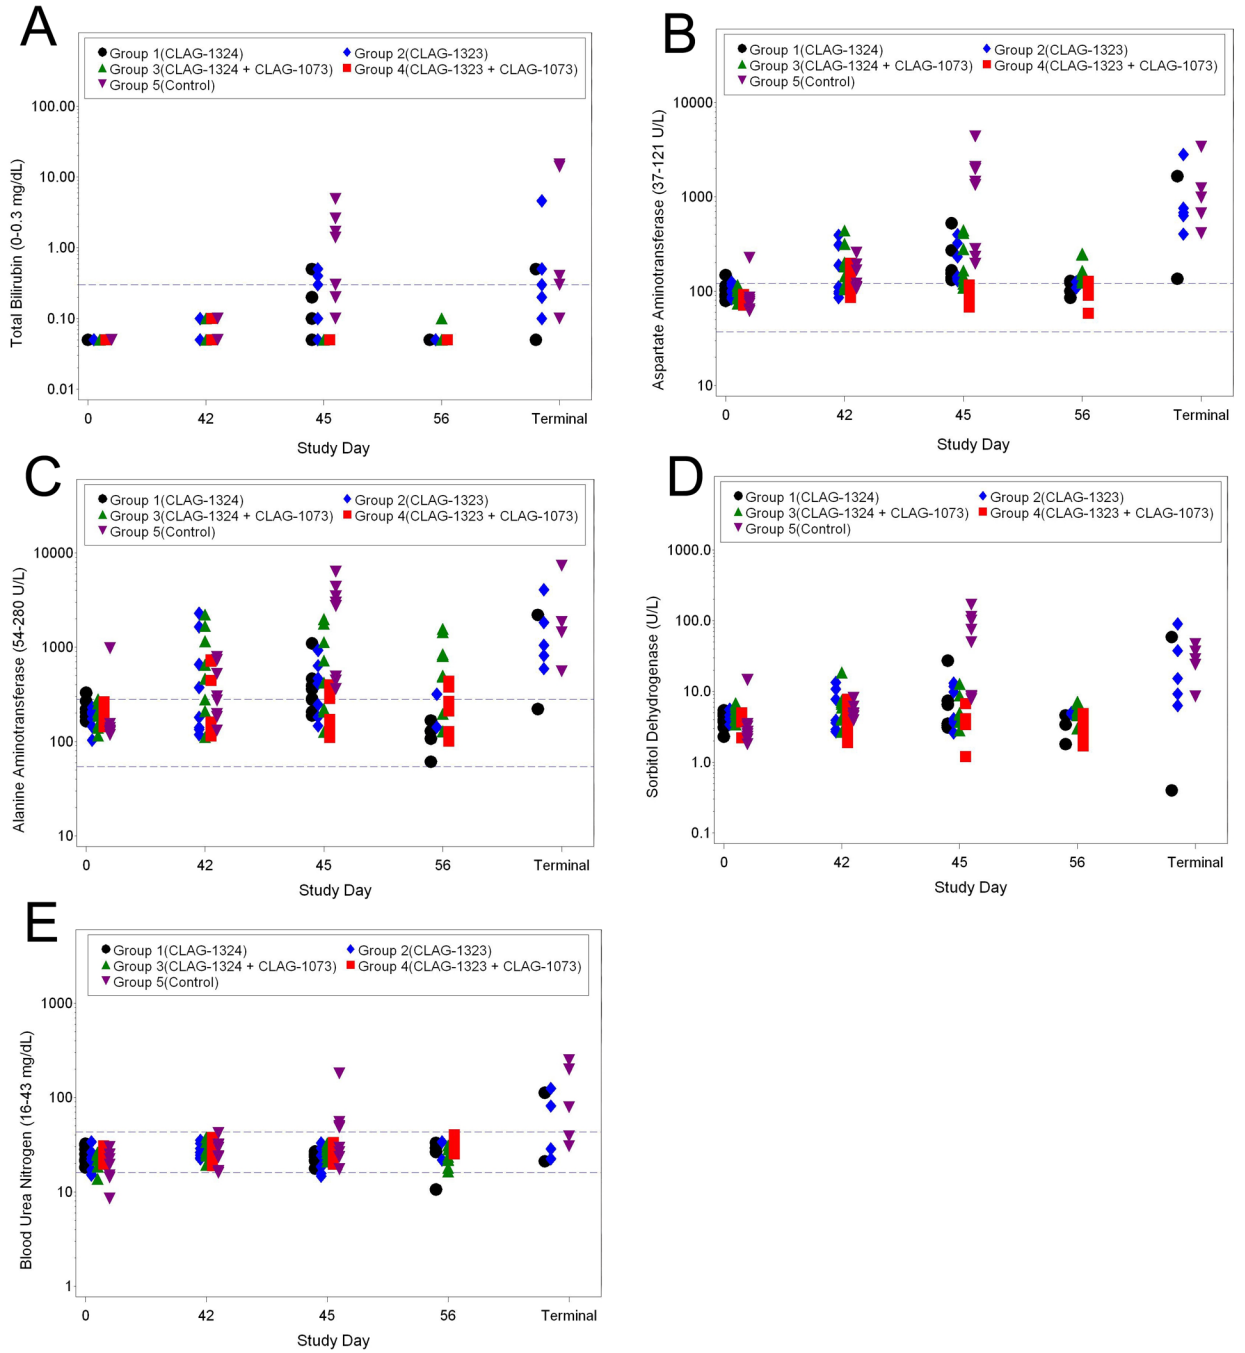 A
Group 1(CLAG-1324) Group 2(CLAG-1323)
Group 3(CLAG-1324 + CLAG-1073) Group 4(CLAG-1323 + CLAG-1073)
Group 5(Control)
Total Bilirubin (0-0.3 mg/dL)
100.00
10.00
1.00
0.10
0.01
0 42 45 56 Terminal
Study Day
B
Group 1(CLAG-1324) Group 2(CLAG-1323)
Group 3(CLAG-1324 + CLAG-1073) Group 4(CLAG-1323 + CLAG-1073)
Group 5(Control)
Aspartate Aminotransferase (37-121 U/L)
10000
1000
100
10
0 42 45 56 Terminal
Study Day
C
Group 1(CLAG-1324) Group 2(CLAG-1323)
Group 3(CLAG-1324 + CLAG-1073) Group 4(CLAG-1323 + CLAG-1073)
Group 5(Control)
Alanine Aminotransferase (54-280 U/L)
10000
1000
100
10
0 42 45 56 Terminal
Study Day
D
Group 1(CLAG-1324) Group 2(CLAG-1323)
Group 3(CLAG-1324 + CLAG-1073) Group 4(CLAG-1323 + CLAG-1073)
Group 5(Control)
Sorbitol Dehydrogenase (U/L)
1000.0
100.0
10.0
1.0
0.1
0 42 45 56 Terminal
Study Day
E
Group 1(CLAG-1324) Group 2(CLAG-1323)
Group 3(CLAG-1324 + CLAG-1073) Group 4(CLAG-1323 + CLAG-1073)
Group 5(Control)
Blood Urea Nitrogen (16-43 mg/dL)
1000
100
10
1
0 42 45 56 Terminal
Study Day